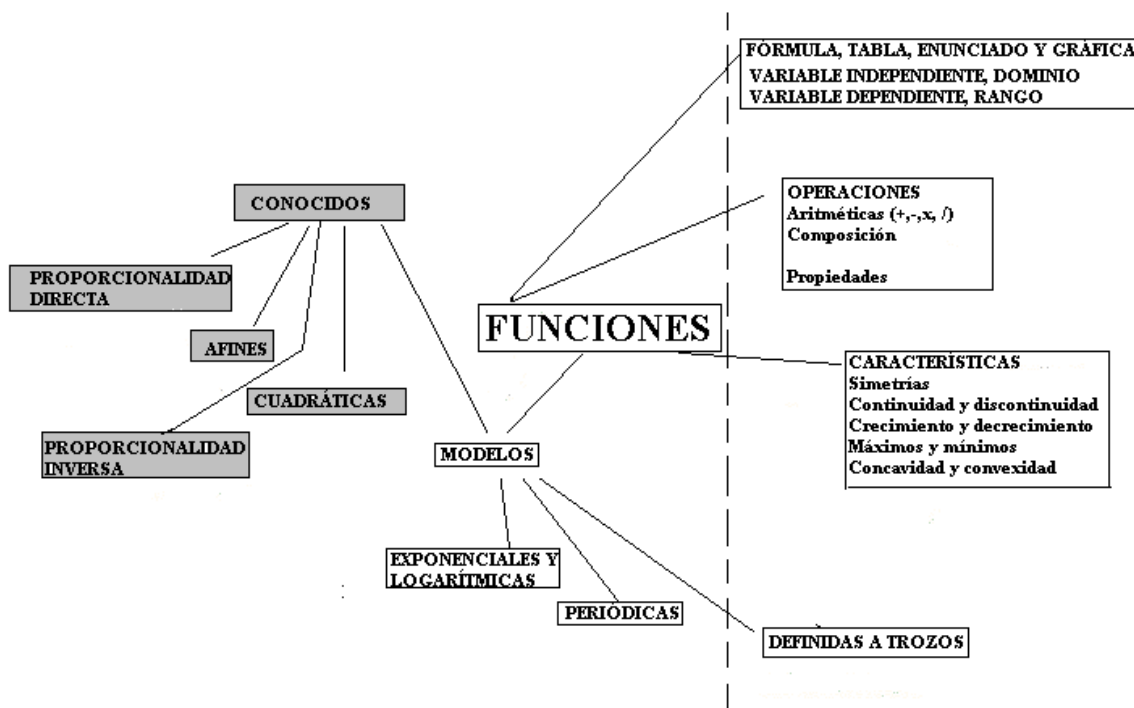 FÓRMULA, TABLA, ENUNCIADO Y GRÁFICA
VARIABLE INDEPENDIENTE, DOMINIO
VARIABLE DEPENDIENTE, RANGO
OPERACIONES
Aritméticas (+,-,x, /)
Composición
Propiedades
CONOCIDOS
PROPORCIONALIDAD
DIRECTA
AFINES
CUADRÁTICAS
PROPORCIONALIDAD
INVERSA
FUNCIONES
CARACTERÍSTICAS
Simetrías
Continuidad y discontinuidad
Crecimiento y decrecimiento
Máximos y mínimos
Concavidad y convexidad
MODELOS
EXPONENCIALES Y
LOGARÍTMICAS
PERIÓDICAS
DEFINIDAS A TROZOS